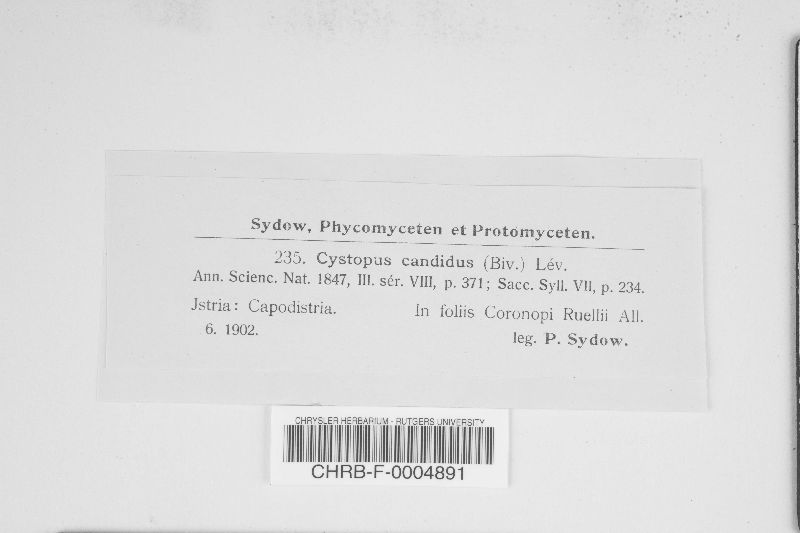 Sydow, Phycomyceten et Protomyceten.
235. Cystopus candidus (Biv.) Lév.
Ann. Scienc. Nat. 1847, III. sér. VIII, p. 371; Sacc. Syll. VII, p. 234.
Jstria: Capodistria. In foliis Coronopi Ruellii All.
6. 1902. leg. P. Sydow.
CHRYSLER HERBARIUM - RUTGERS UNIVERSITY
CHRB-F-0004891